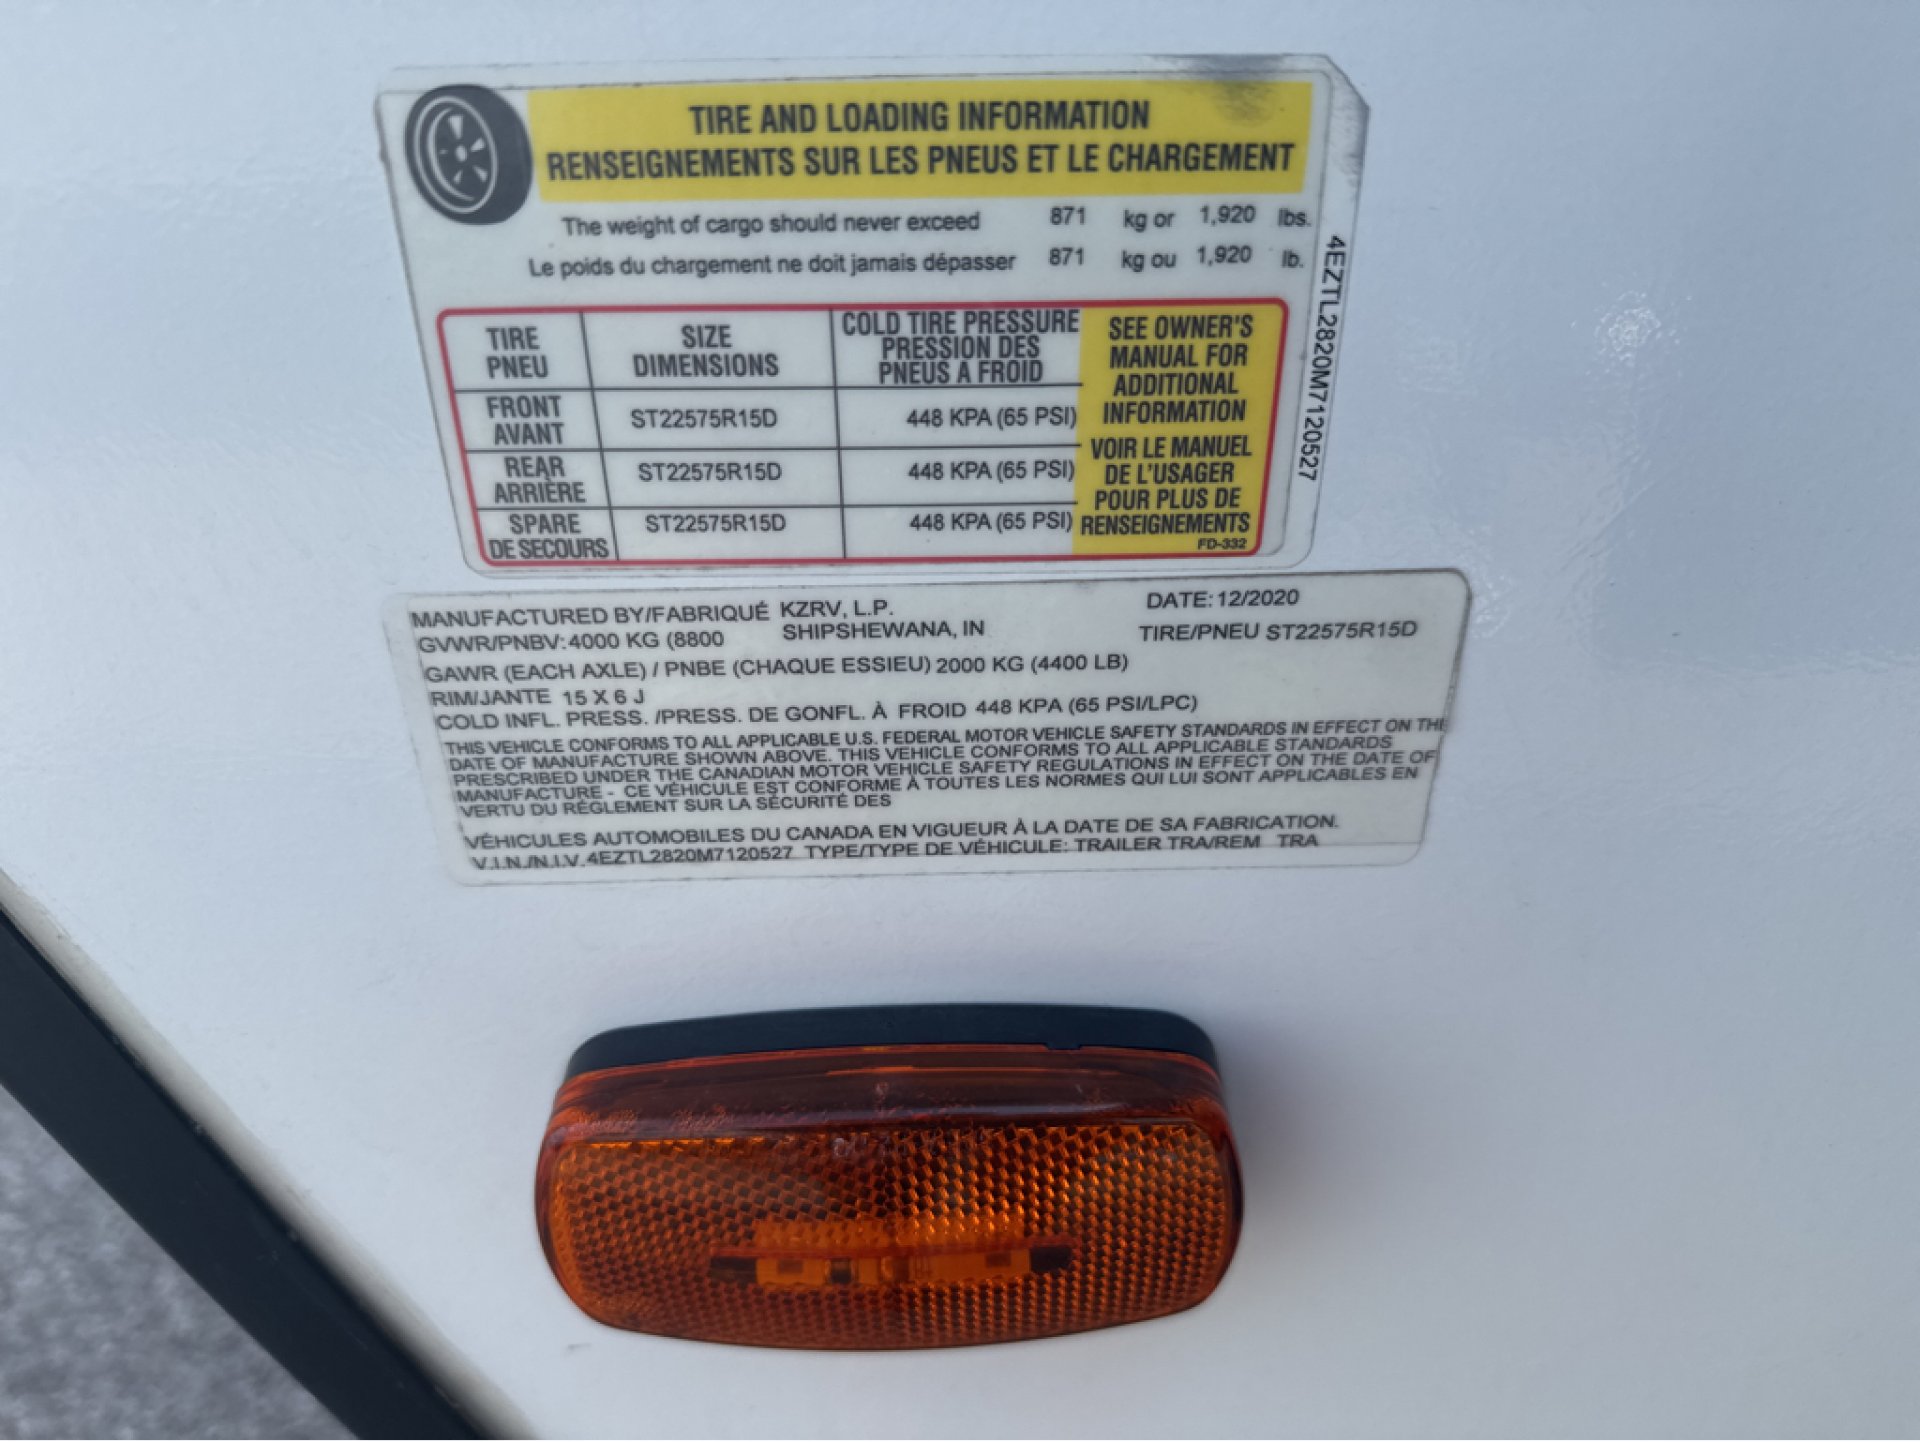 TIRE AND LOADING INFORMATION
RENSEIGNEMENTS SUR LES PNEUS ET LE CHARGEMENT
The weight of cargo should never exceed 871 kg or 1,920 lbs.
Le poids du chargement ne doit jamais dépasser 871 kg ou 1,920 lb.
TIRE
PNEU
SIZE
DIMENSIONS
COLD TIRE PRESSURE
PRESSION DES
PNEUS A FROID
FRONT
AVANT
ST22575R15D
448 KPA (65 PSI)
REAR
ARRIÈRE
ST22575R15D
448 KPA (65 PSI)
SPARE
DE SECOURS
ST22575R15D
448 KPA (65 PSI)
SEE OWNER'S
MANUAL FOR
ADDITIONAL
INFORMATION
VOIR LE MANUEL
DE L'USAGER
POUR PLUS DE
RENSEIGNEMENTS
FD-332
4EZTL2820M7120527
MANUFACTURED BY/FABRIQUÉ KZRV, L.P. DATE: 12/2020
GVWR/PNBV: 4000 KG (8800 SHIPSHEWANA, IN TIRE/PNEU ST22575R15D
GAWR (EACH AXLE) / PNBE (CHAQUE ESSIEU) 2000 KG (4400 LB)
RIM/JANTE 15 X 6 J
COLD INFL. PRESS. /PRESS. DE GONFL. À FROID 448 KPA (65 PSI/LPC)
THIS VEHICLE CONFORMS TO ALL APPLICABLE U.S. FEDERAL MOTOR VEHICLE SAFETY STANDARDS IN EFFECT ON THE
DATE OF MANUFACTURE SHOWN ABOVE. THIS VEHICLE CONFORMS TO ALL APPLICABLE STANDARDS
PRESCRIBED UNDER THE CANADIAN MOTOR VEHICLE SAFETY REGULATIONS IN EFFECT ON THE DATE OF
MANUFACTURE - CE VÉHICULE EST CONFORME À TOUTES LES NORMES QUI LUI SONT APPLICABLES EN
VERTU DU RÉGLEMENT SUR LA SÉCURITÉ DES
VÉHICULES AUTOMOBILES DU CANADA EN VIGUEUR À LA DATE DE SA FABRICATION.
V.I.N./N.I.V. 4EZTL2820M7120527 TYPE/TYPE DE VÉHICULE: TRAILER TRA/REM TRA